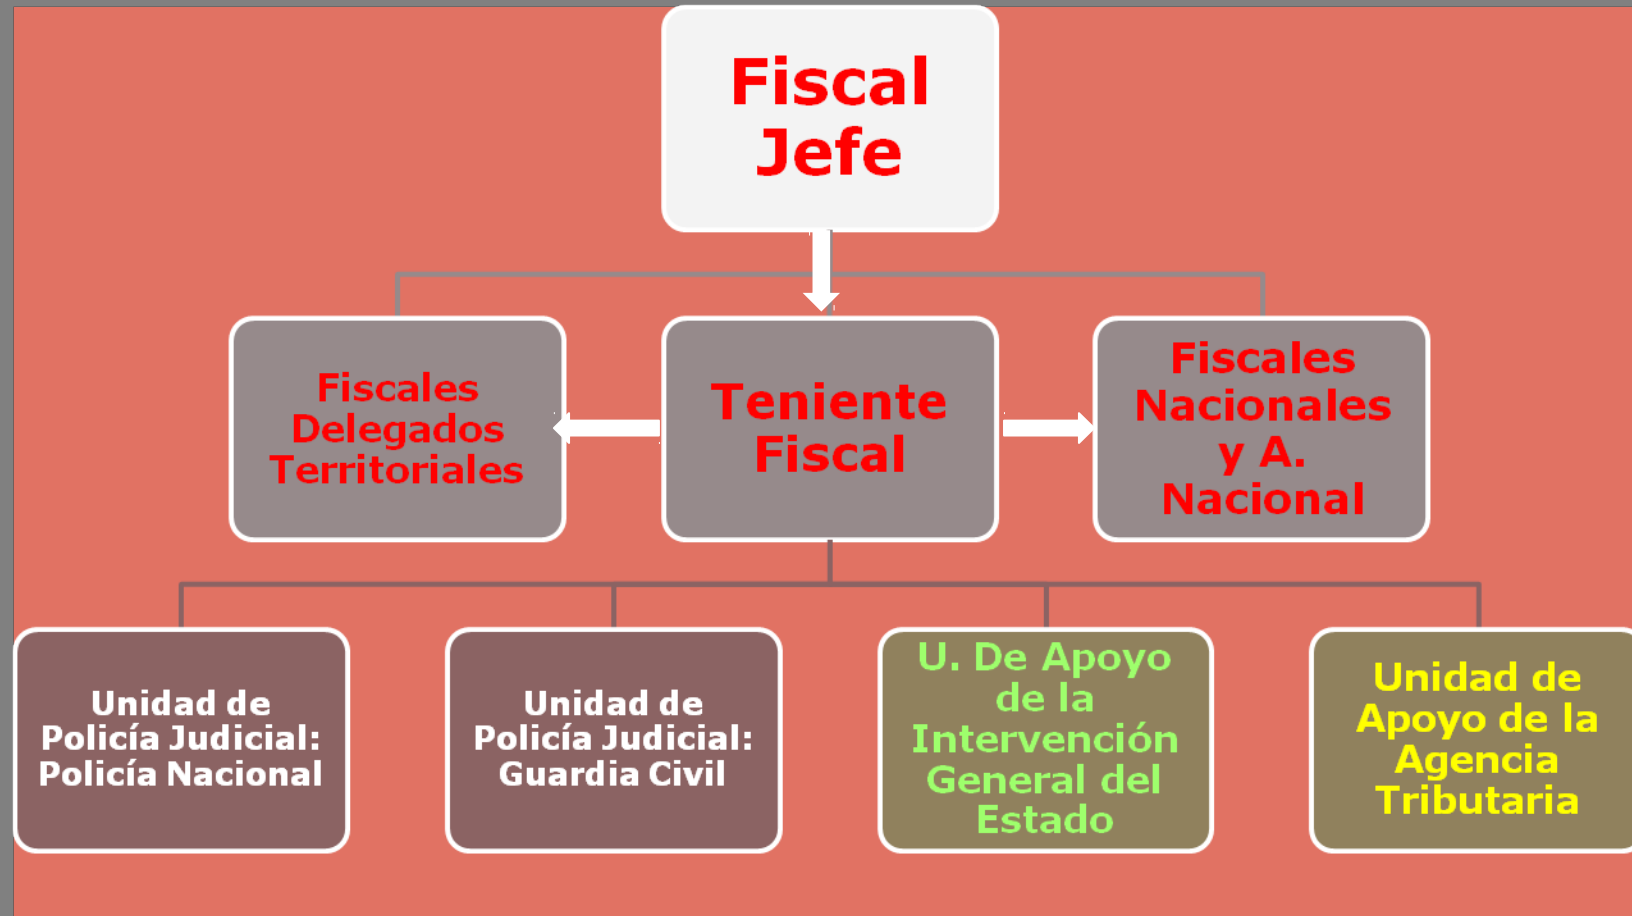 Fiscal
Jefe
Fiscales
Delegados
Territoriales
Teniente
Fiscal
Fiscales
Nacionales
y A.
Nacional
Unidad de
Policía Judicial:
Policía Nacional
Unidad de
Policía Judicial:
Guardia Civil
U. De Apoyo
de la
Intervención
General del
Estado
Unidad de
Apoyo de la
Agencia
Tributaria